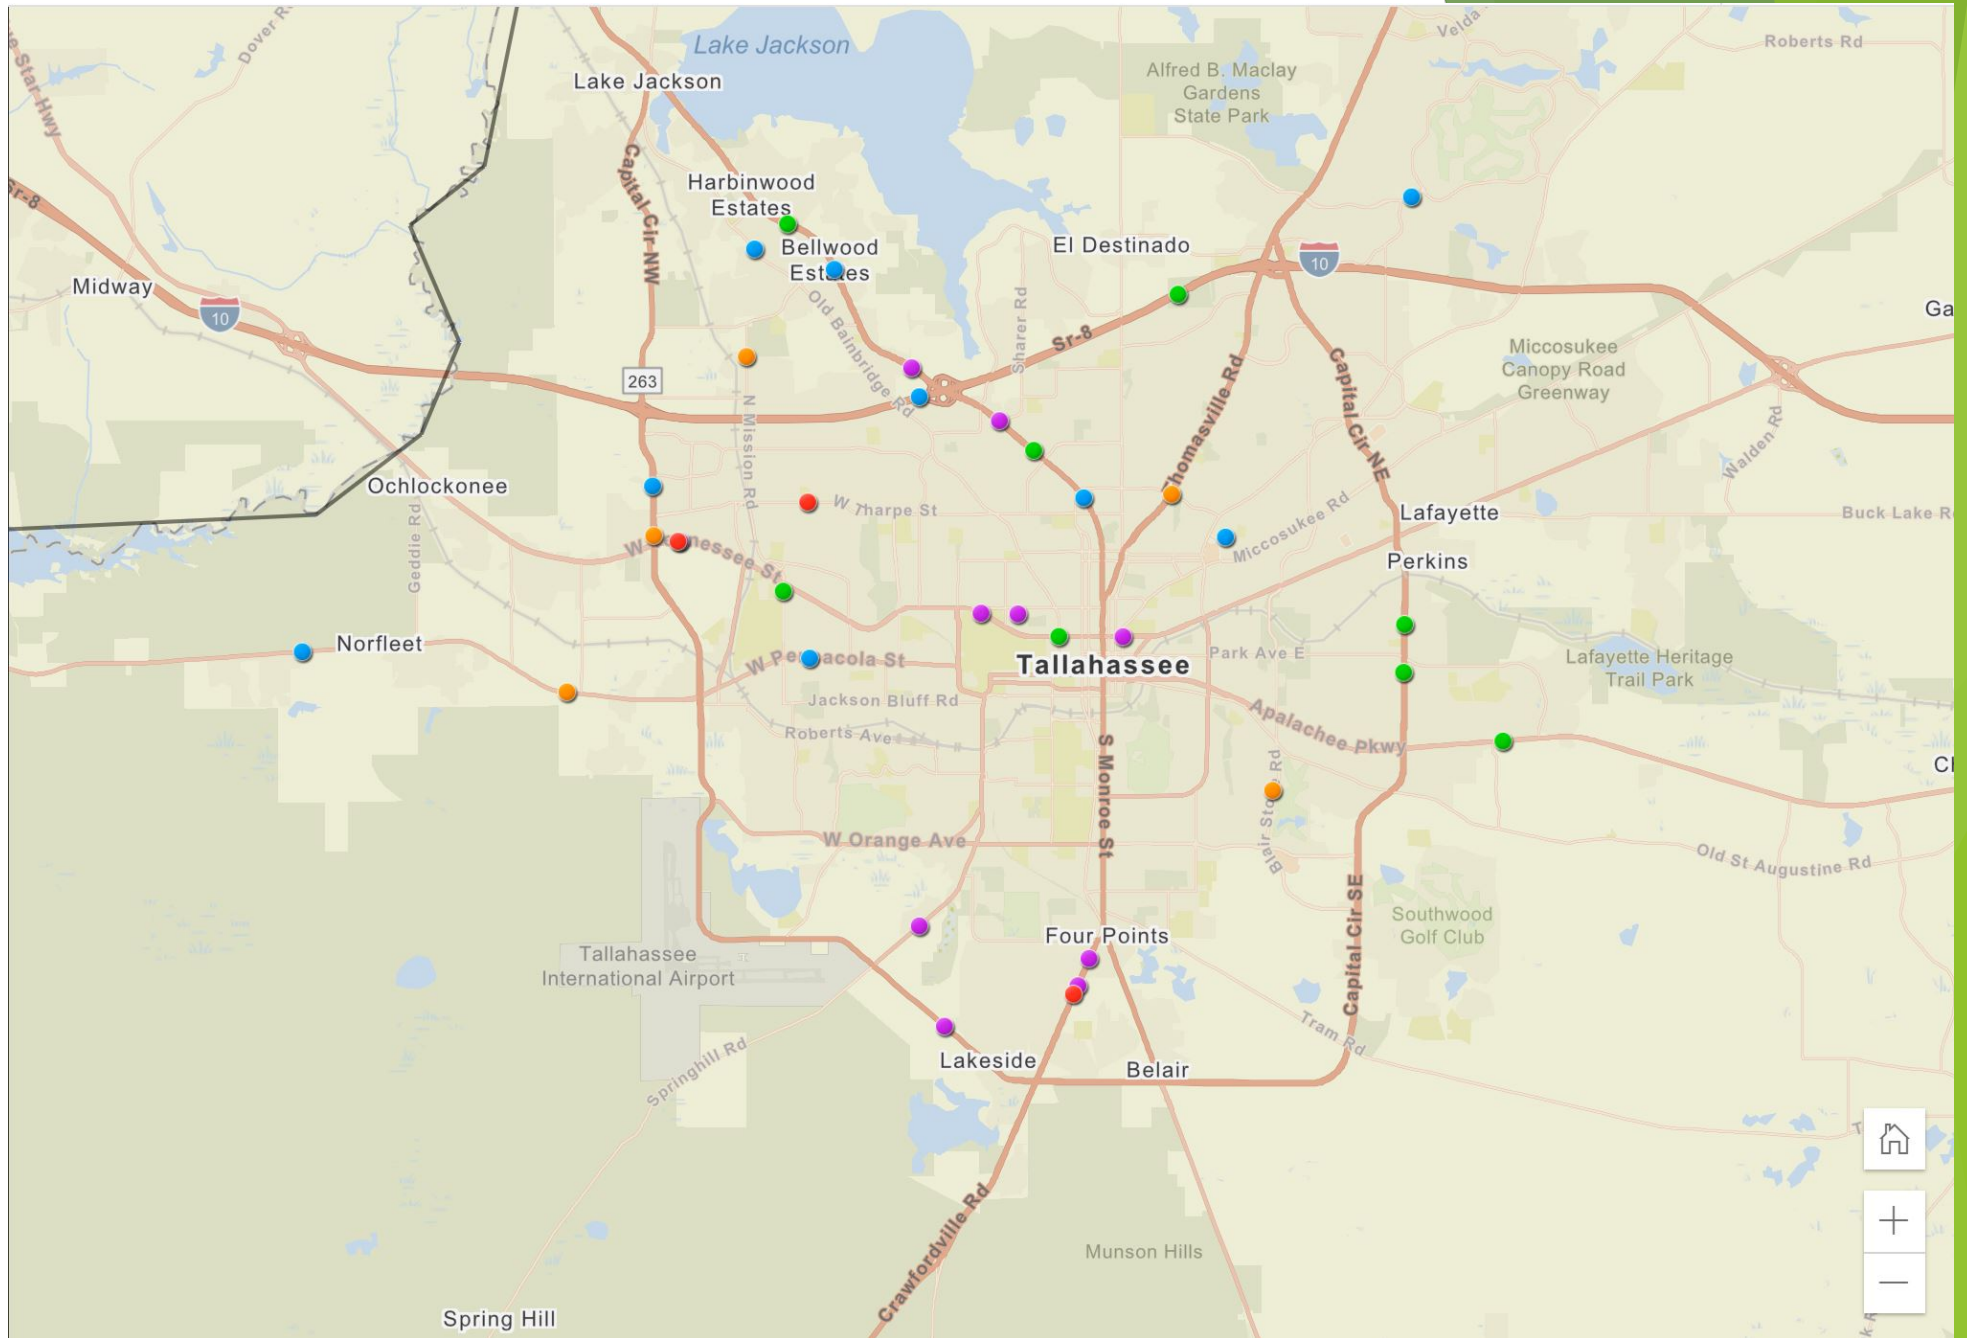 Lake Jackson
Velda
Roberts Rd
Dover Rd
Star Hwy
Lake Jackson
Alfred B. Maclay
Gardens
State Park
Capital Cir NW
Harbinwood
Estates
Sr-8
Bellwood
Estates
El Destinado
10
Midway
10
Old Bainbridge Rd
Sharer Rd
Sr-8
Ga
Miccosukee
Canopy Road
Greenway
263
N Mission Rd
Thomasville Rd
Capital Cir NE
Walden Rd
Ochlockonee
Geddie Rd
W Tharpe St
Miccosukee Rd
Lafayette
Buck Lake R
W Tennessee St
Perkins
Norfleet
W Pensacola St
Tallahassee
Park Ave E
Lafayette Heritage
Trail Park
Jackson Bluff Rd
Roberts Ave
Apalachee Pkwy
S Monroe St
Blair Stone Rd
W Orange Ave
Old St Augustine Rd
Capital Cir SE
Southwood
Golf Club
Four Points
Tallahassee
International Airport
Tram Rd
Springhill Rd
Lakeside
Belair
Crawfordville Rd
Munson Hills
Spring Hill